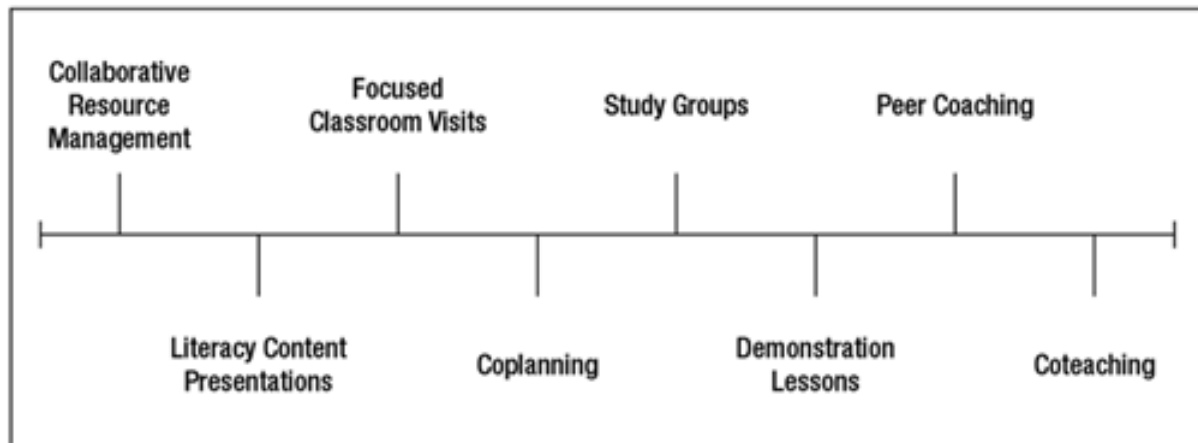 Collaborative
Resource
Management
Focused
Classroom Visits
Study Groups
Peer Coaching
Literacy Content
Presentations
Coplanning
Demonstration
Lessons
Coteaching